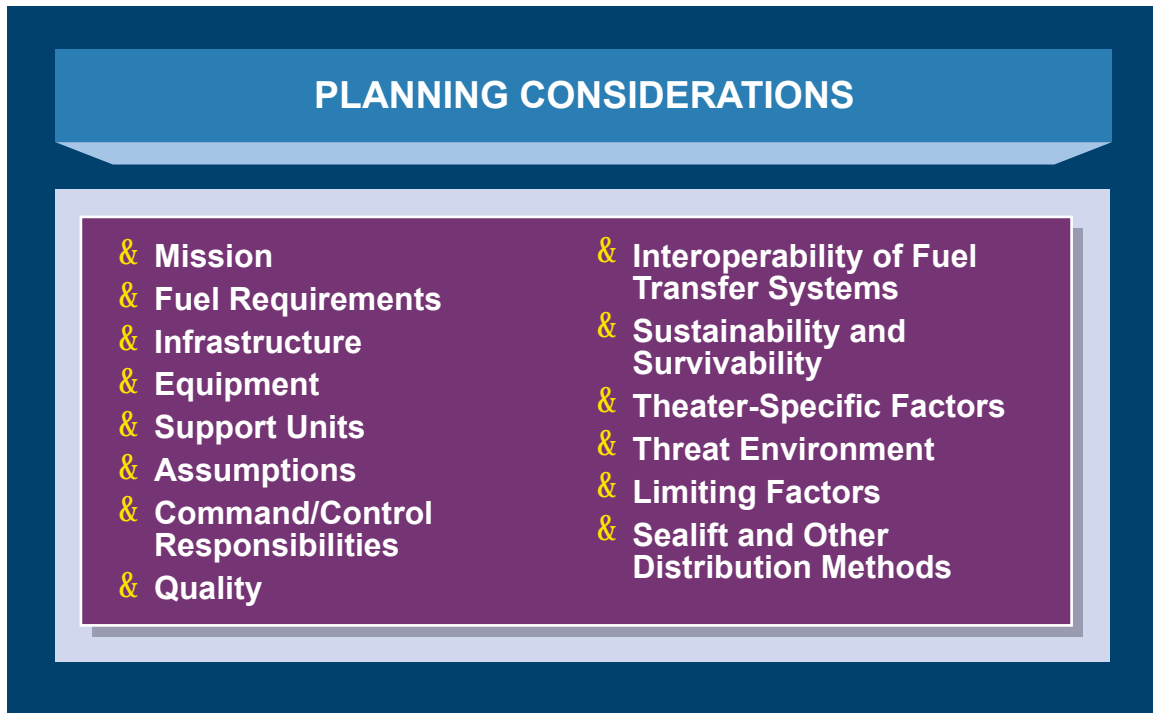 PLANNING CONSIDERATIONS
& Mission
& Fuel Requirements
& Infrastructure
& Equipment
& Support Units
& Assumptions
& Command/Control
Responsibilities
& Quality
& Interoperability of Fuel
Transfer Systems
& Sustainability and
Survivability
& Theater-Specific Factors
& Threat Environment
& Limiting Factors
& Sealift and Other
Distribution Methods